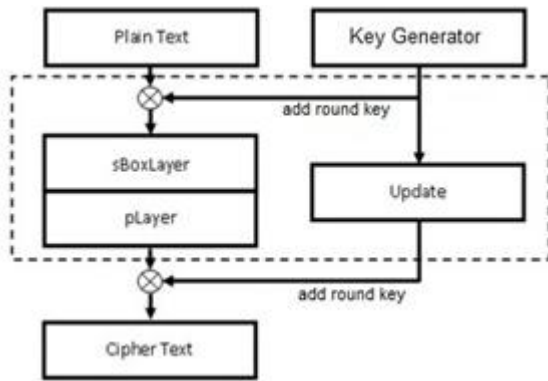 Plain Text
Key Generator
add round key
sBoxLayer
pLayer
Update
add round key
Cipher Text